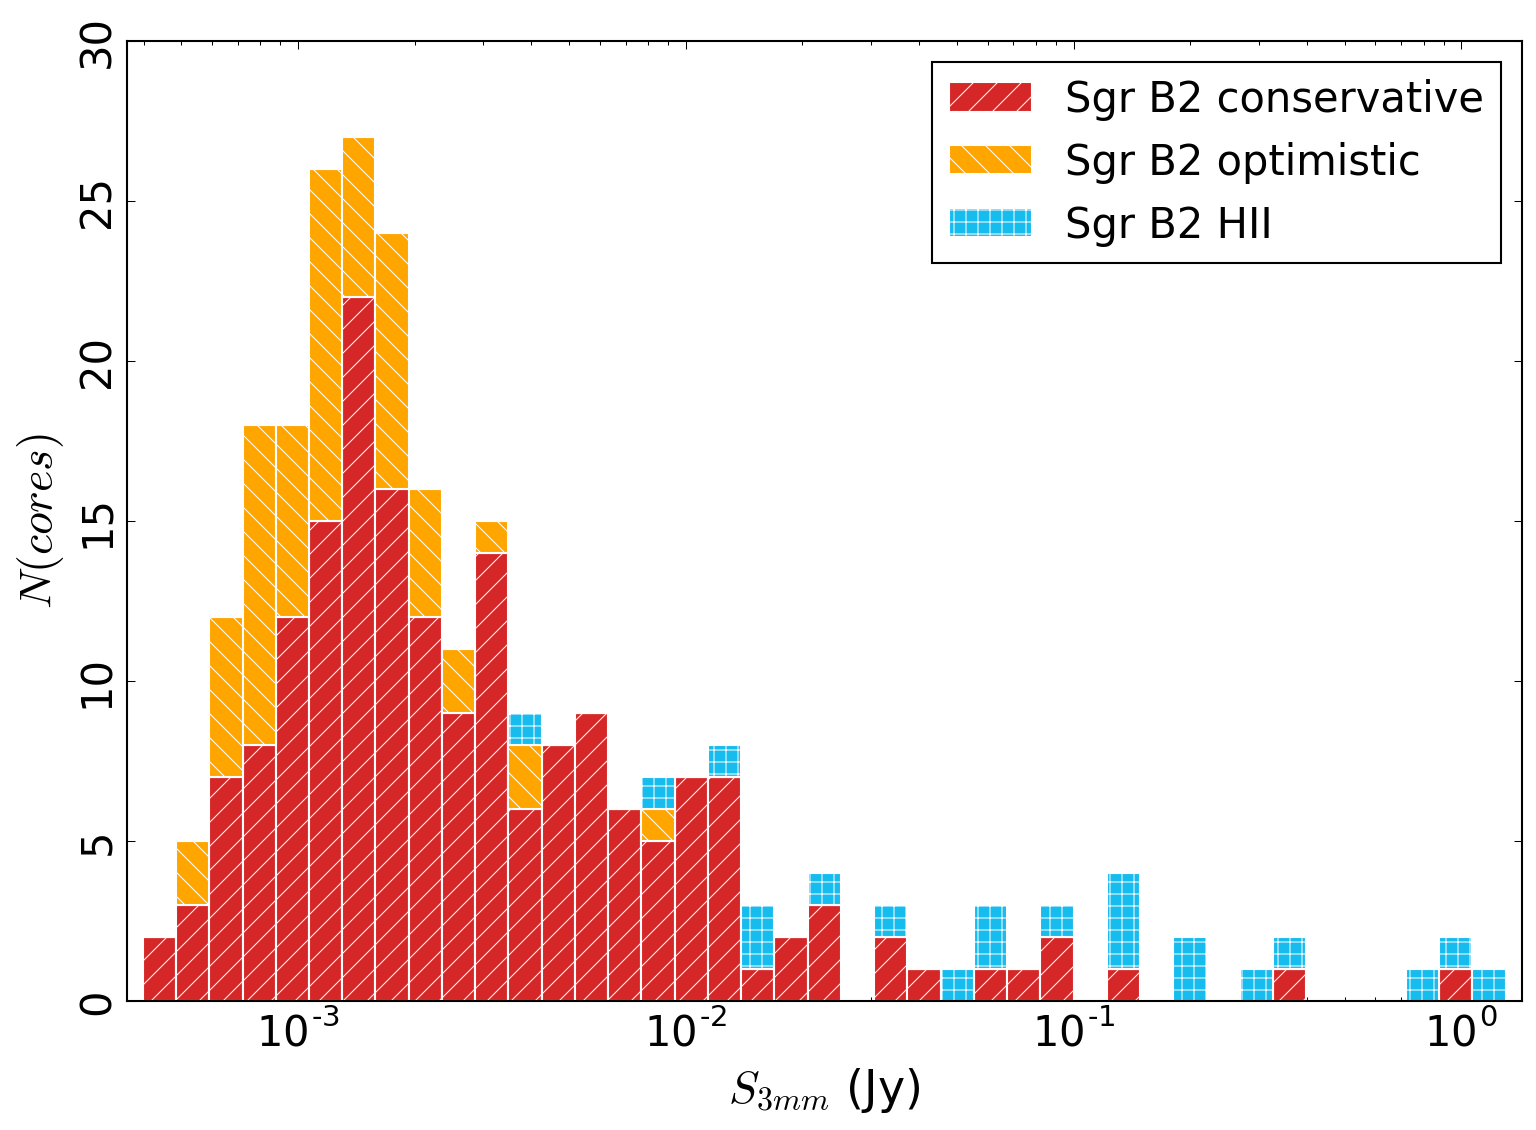 30
25
20
15
10
5
0
N(cores)
Sgr B2 conservative
Sgr B2 optimistic
Sgr B2 HII
10^-3 10^-2 10^-1 10^0
S_3mm (Jy)